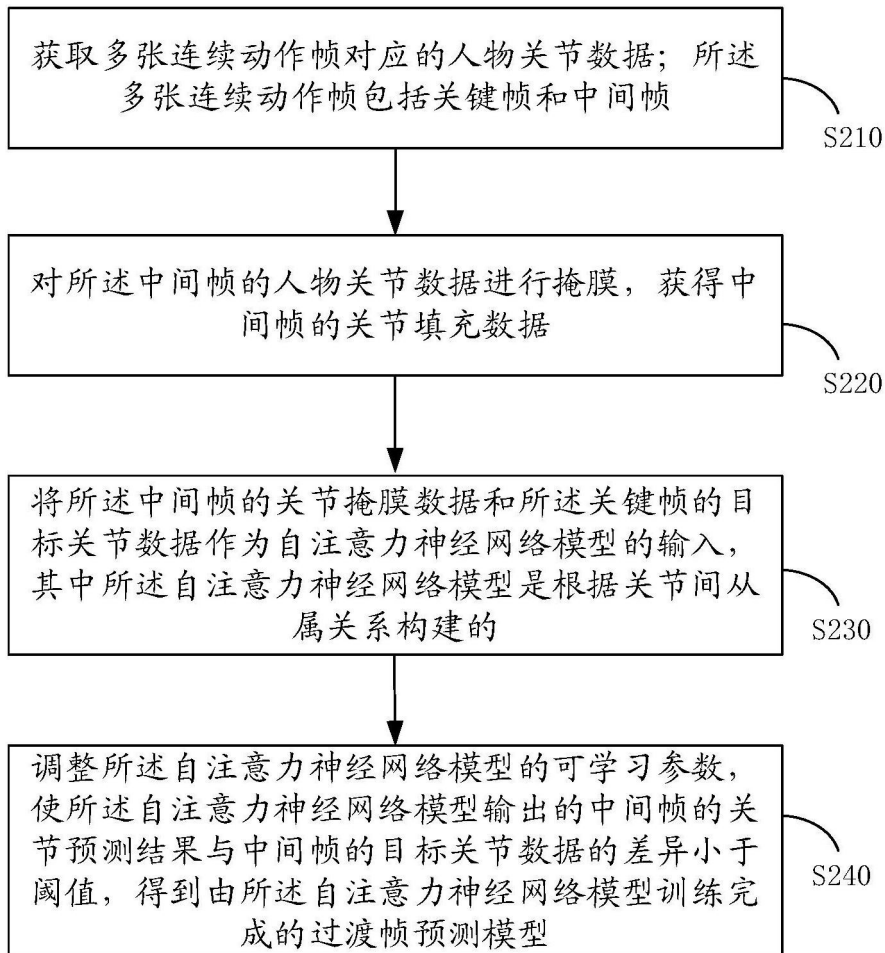 获取多张连续动作帧对应的人物关节数据；所述
多张连续动作帧包括关键帧和中间帧
S210
对所述中间帧的人物关节数据进行掩膜，获得中
间帧的关节填充数据
S220
将所述中间帧的关节掩膜数据和所述关键帧的目
标关节数据作为自注意力神经网络模型的输入，
其中所述自注意力神经网络模型是根据关节间从
属关系构建的
S230
调整所述自注意力神经网络模型的可学习参数，
使所述自注意力神经网络模型输出的中间帧的关
节预测结果与中间帧的目标关节数据的差异小于
阈值，得到由所述自注意力神经网络模型训练完
成的过渡帧预测模型
S240